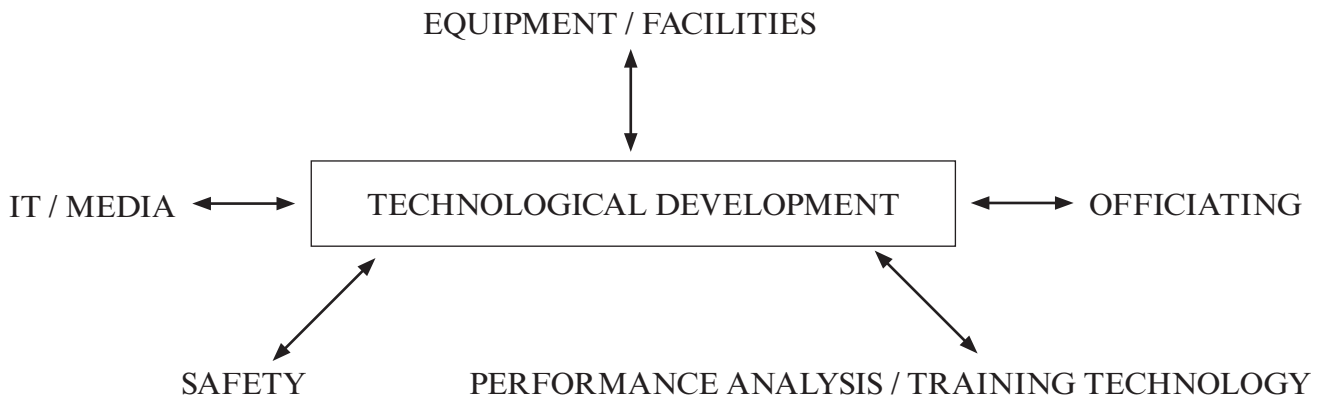 EQUIPMENT / FACILITIES
IT / MEDIA
TECHNOLOGICAL DEVELOPMENT
OFFICIATING
SAFETY
PERFORMANCE ANALYSIS / TRAINING TECHNOLOGY